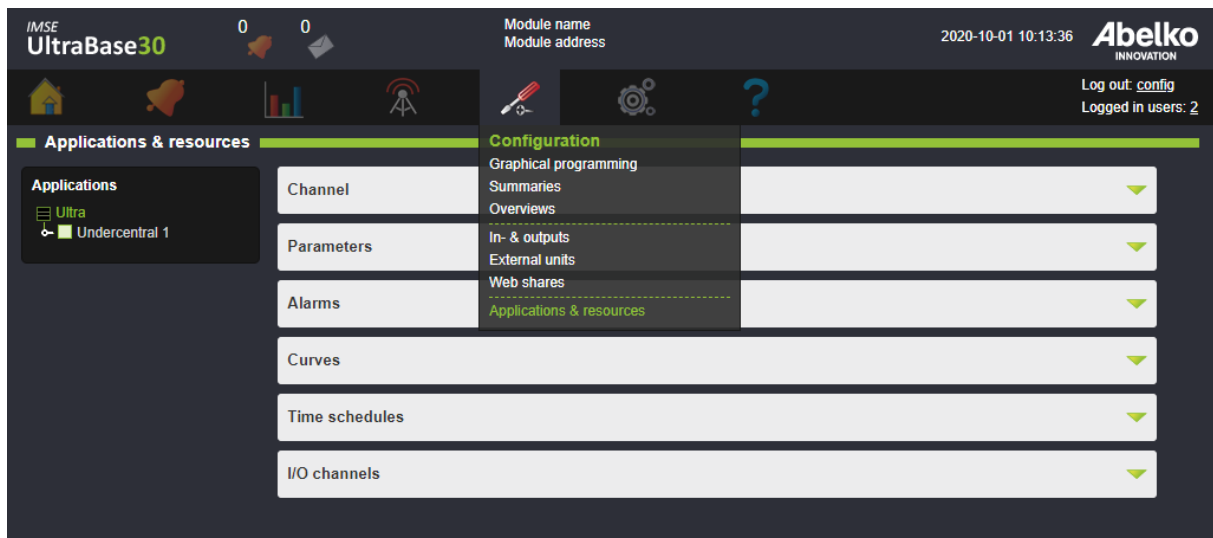 IMSE
UltraBase30
0
0
Module name
Module address
2020-10-01 10:13:36
Abelko
INNOVATION
?
Log out: config
Logged in users: 2
Applications & resources
Configuration
Graphical programming
Summaries
Overviews
In- & outputs
External units
Web shares
Applications & resources
Applications
Ultra
Undercentral 1
Channel
Parameters
Alarms
Curves
Time schedules
I/O channels